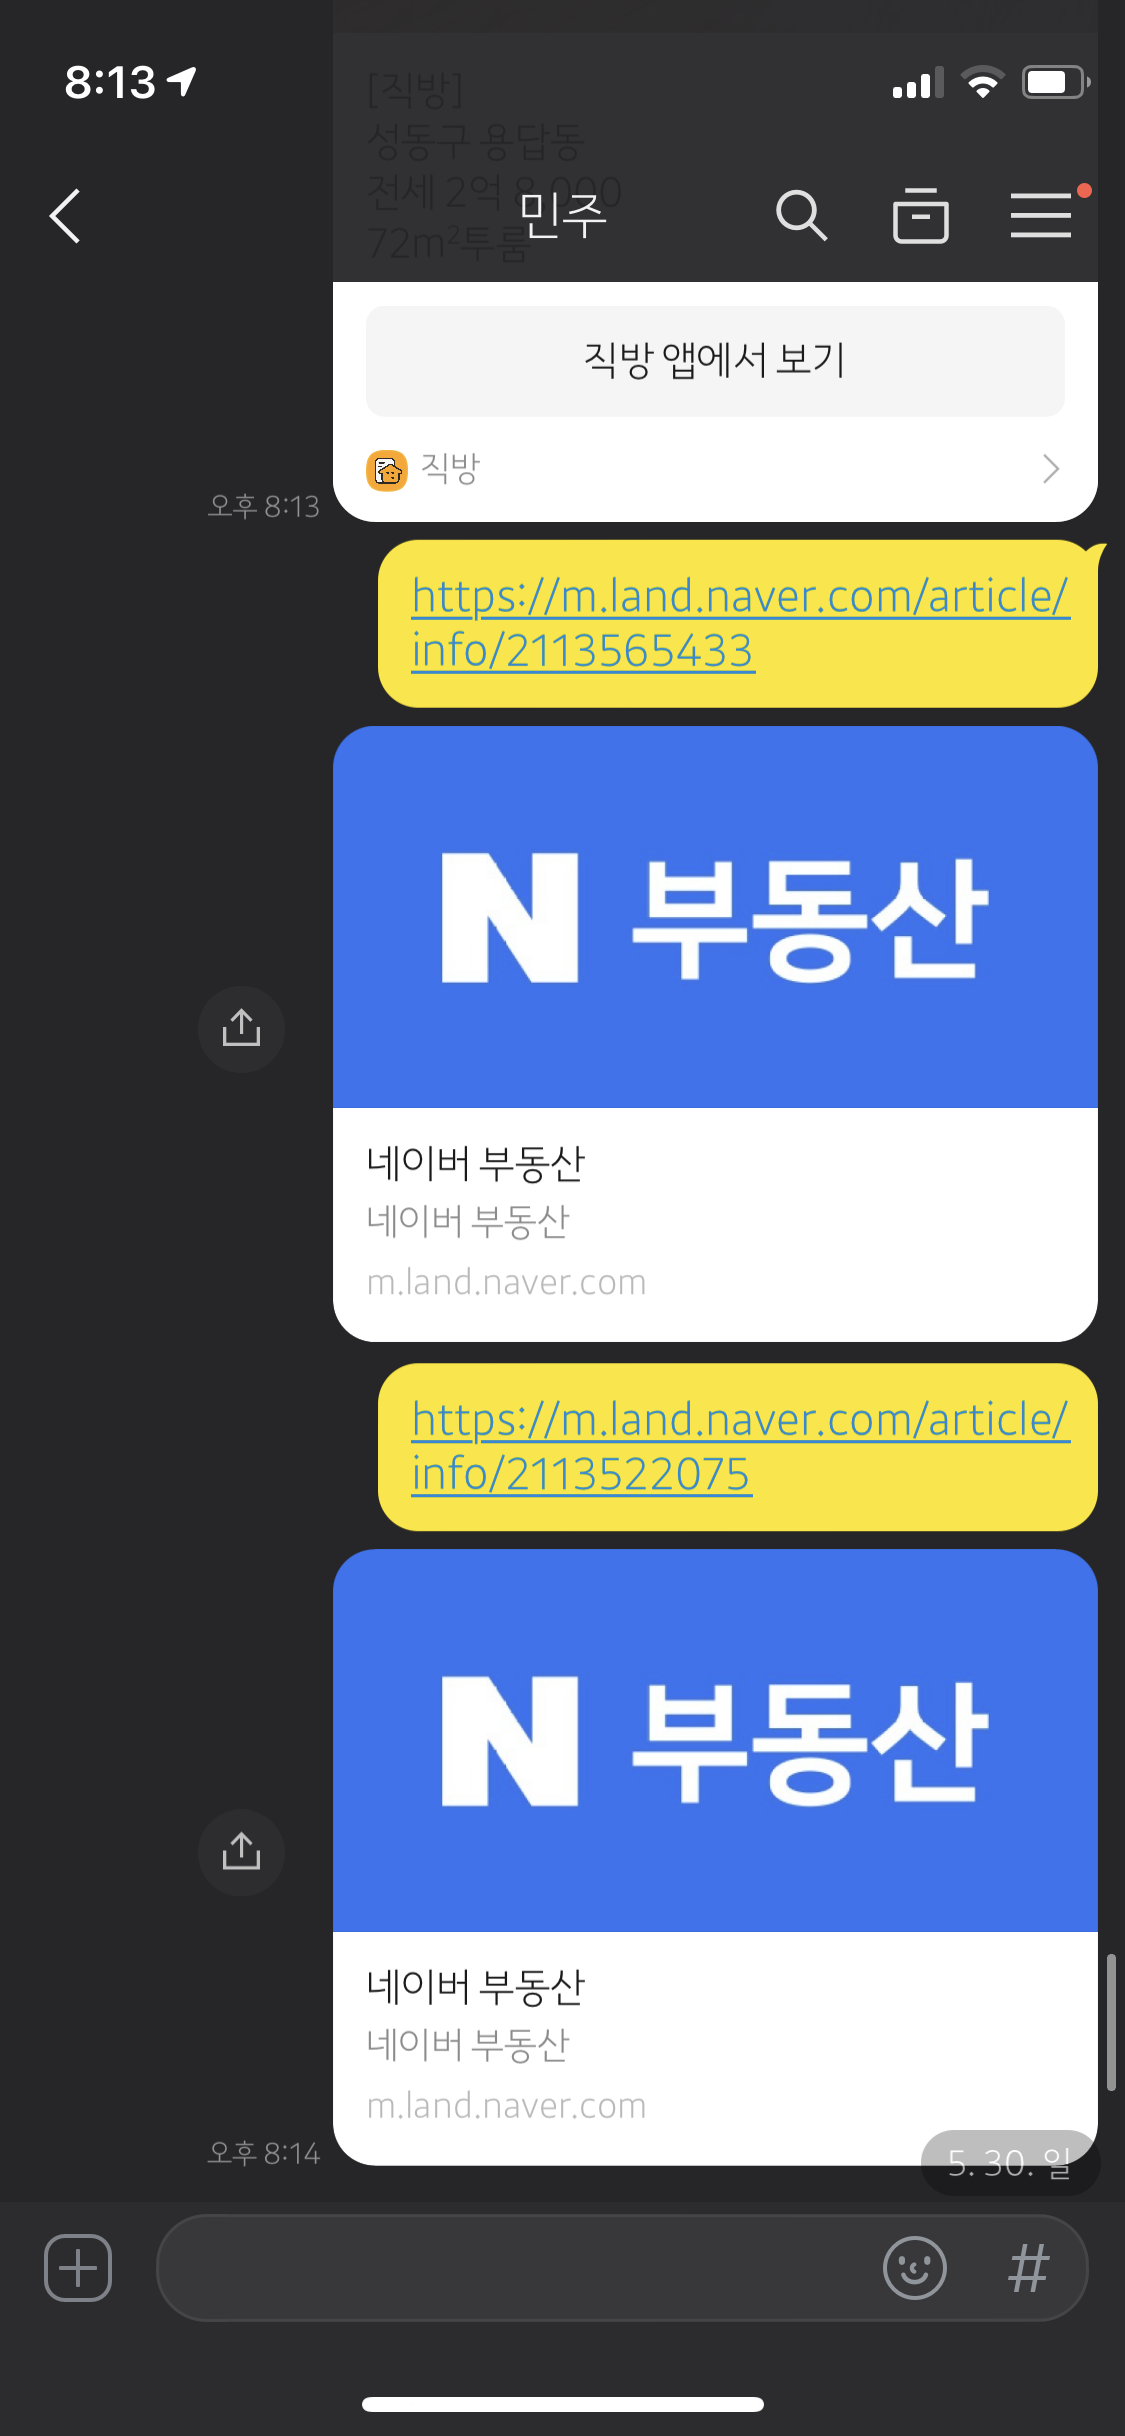 8:13
[직방]
성동구 용답동
전세 2억 8,000
72m²투룸
민주
직방 앱에서 보기
직방
오후 8:13
https://m.land.naver.com/article/
info/2113565433
N 부동산
네이버 부동산
네이버 부동산
m.land.naver.com
https://m.land.naver.com/article/
info/2113522075
N 부동산
네이버 부동산
네이버 부동산
m.land.naver.com
오후 8:14
5. 30. 일
#